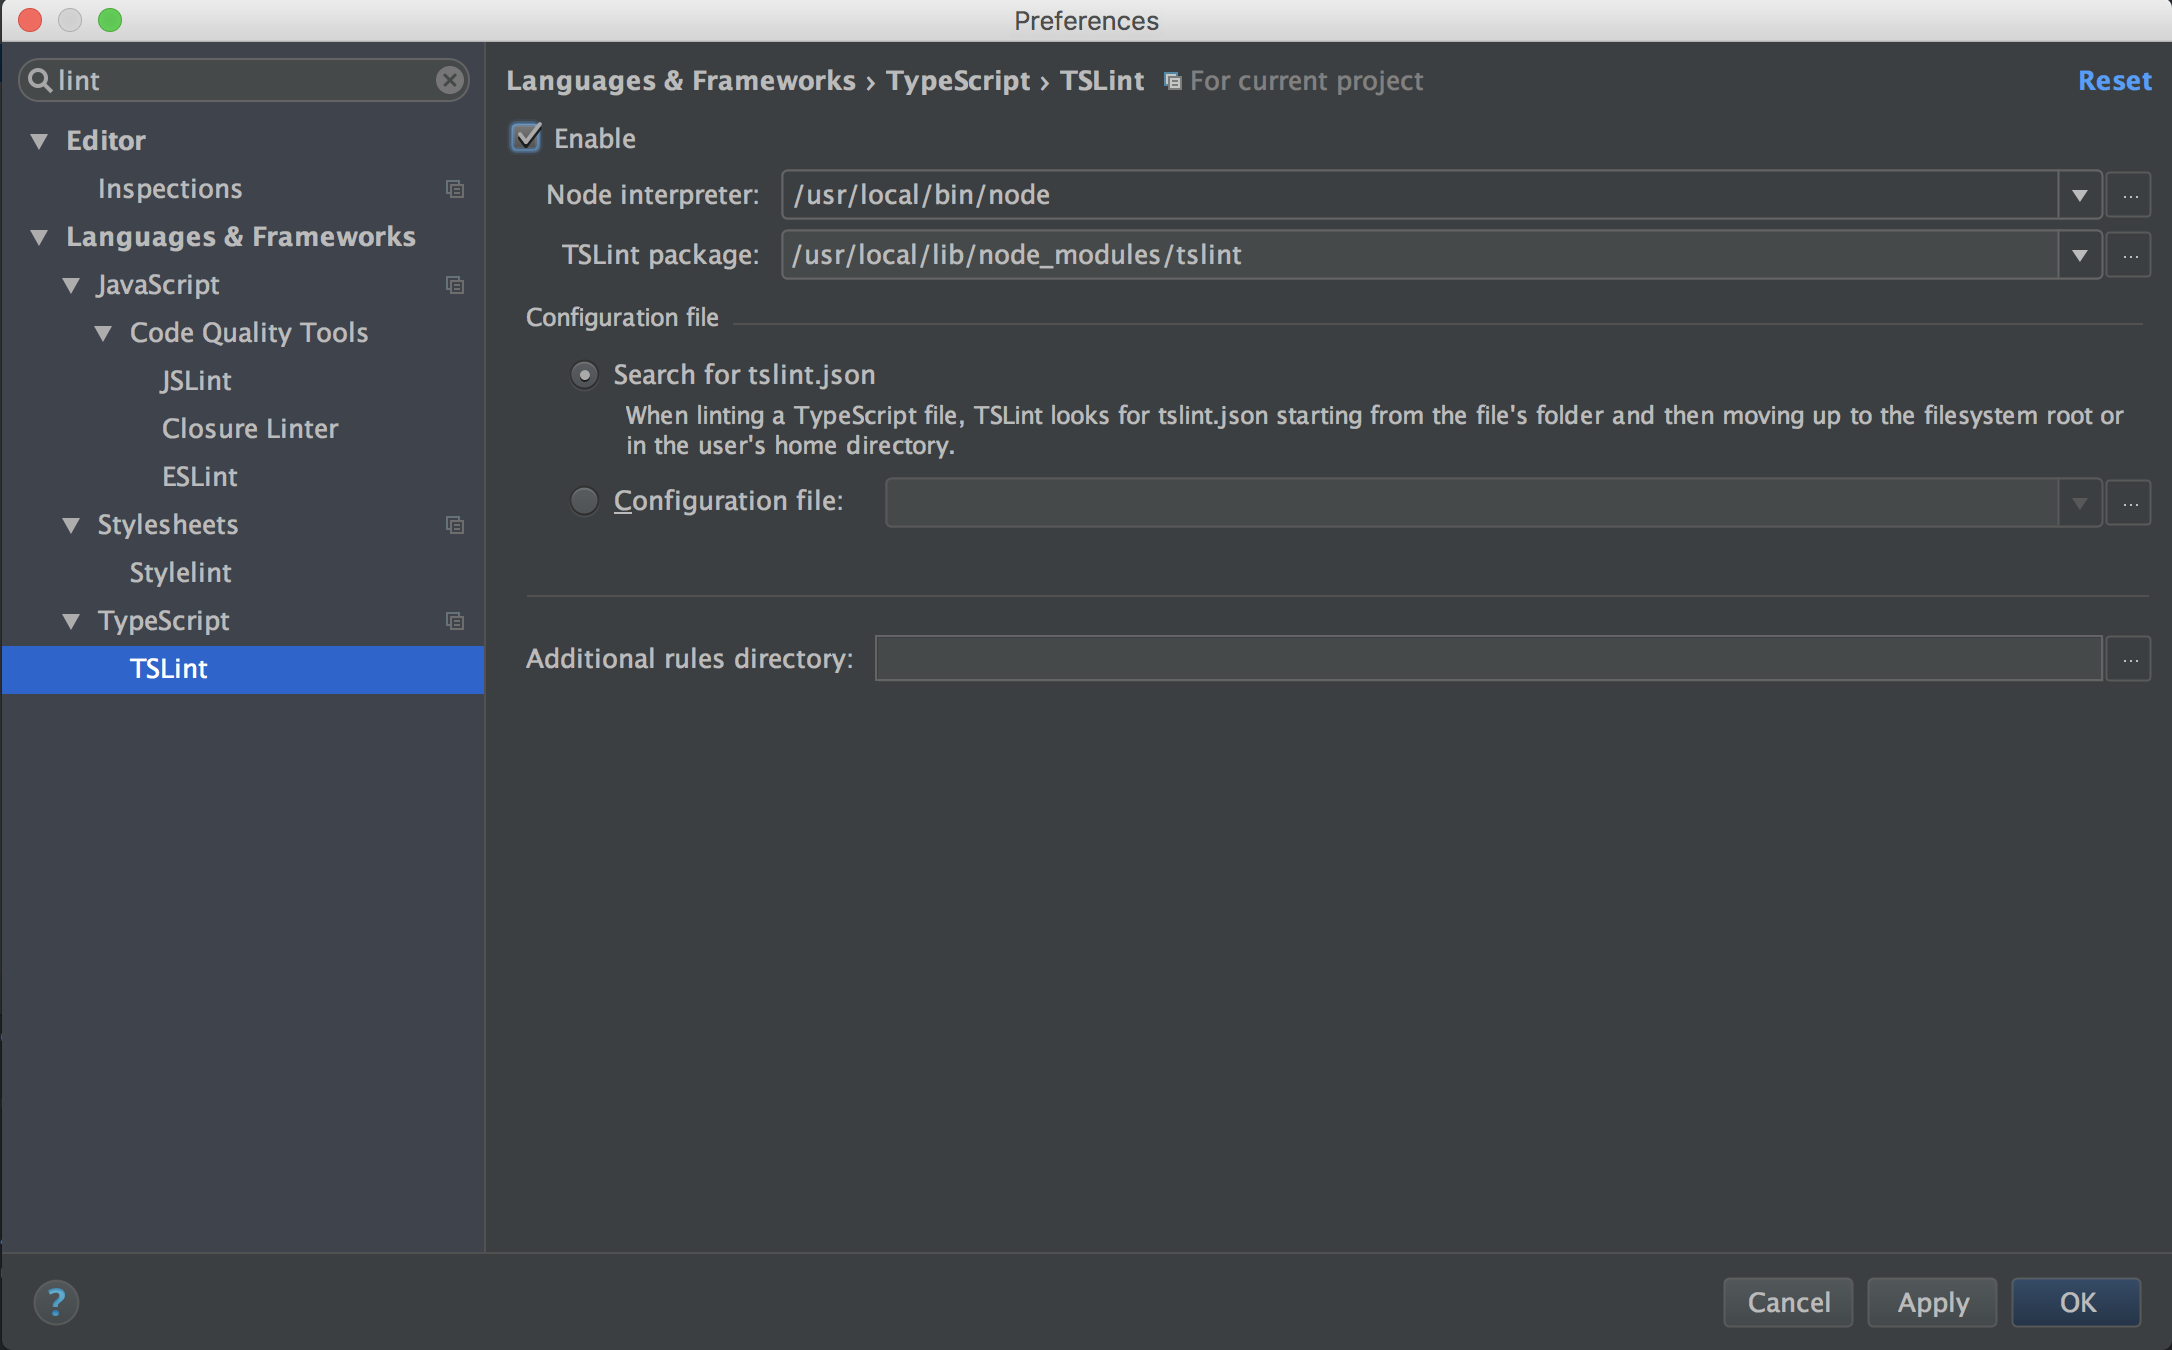 Preferences
lint
Editor
Inspections
Languages & Frameworks
JavaScript
Code Quality Tools
JSLint
Closure Linter
ESLint
Stylesheets
Stylelint
TypeScript
TSLint
Languages & Frameworks › TypeScript › TSLint For current project
Reset
Enable
Node interpreter: /usr/local/bin/node ...
TSLint package: /usr/local/lib/node_modules/tslint ...
Configuration file
Search for tslint.json
When linting a TypeScript file, TSLint looks for tslint.json starting from the file's folder and then moving up to the filesystem root or
in the user's home directory.
Configuration file: ...
Additional rules directory: ...
?
Cancel Apply OK